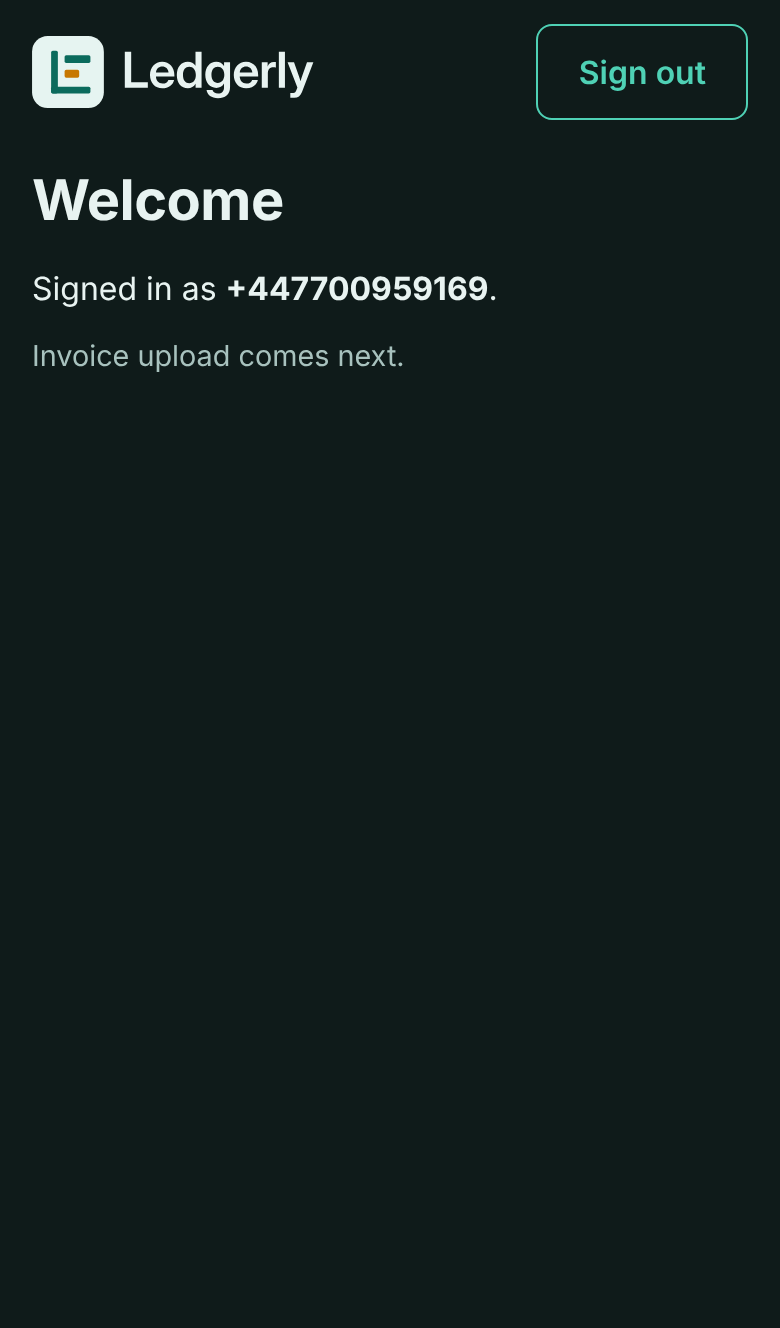 Ledgerly
Sign out
Welcome
Signed in as +447700959169.
Invoice upload comes next.